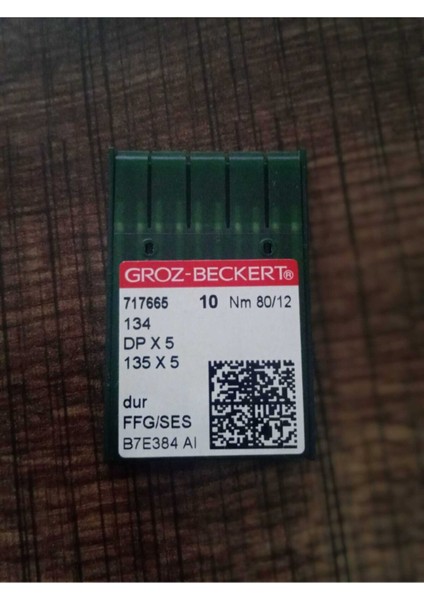 GROZ-BECKERT®
717665 10 Nm 80/12
134
DP X 5
135 X 5
dur
FFG/SES
B7E384 AI